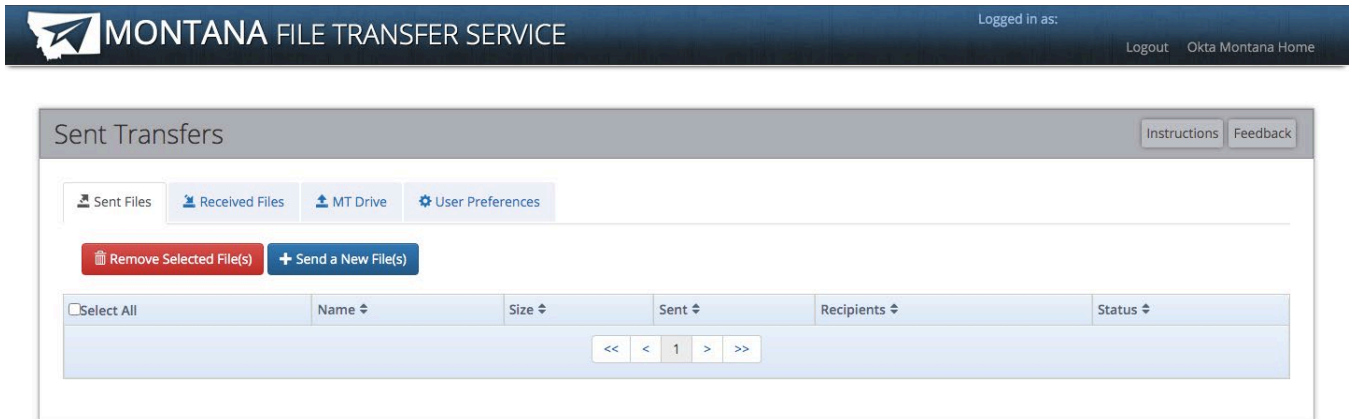 MONTANA FILE TRANSFER SERVICE
Logged in as:
Logout Okta Montana Home
Sent Transfers
Instructions Feedback
Sent Files Received Files MT Drive User Preferences
Remove Selected File(s) + Send a New File(s)
Select All Name Size Sent Recipients Status
<< < 1 > >>